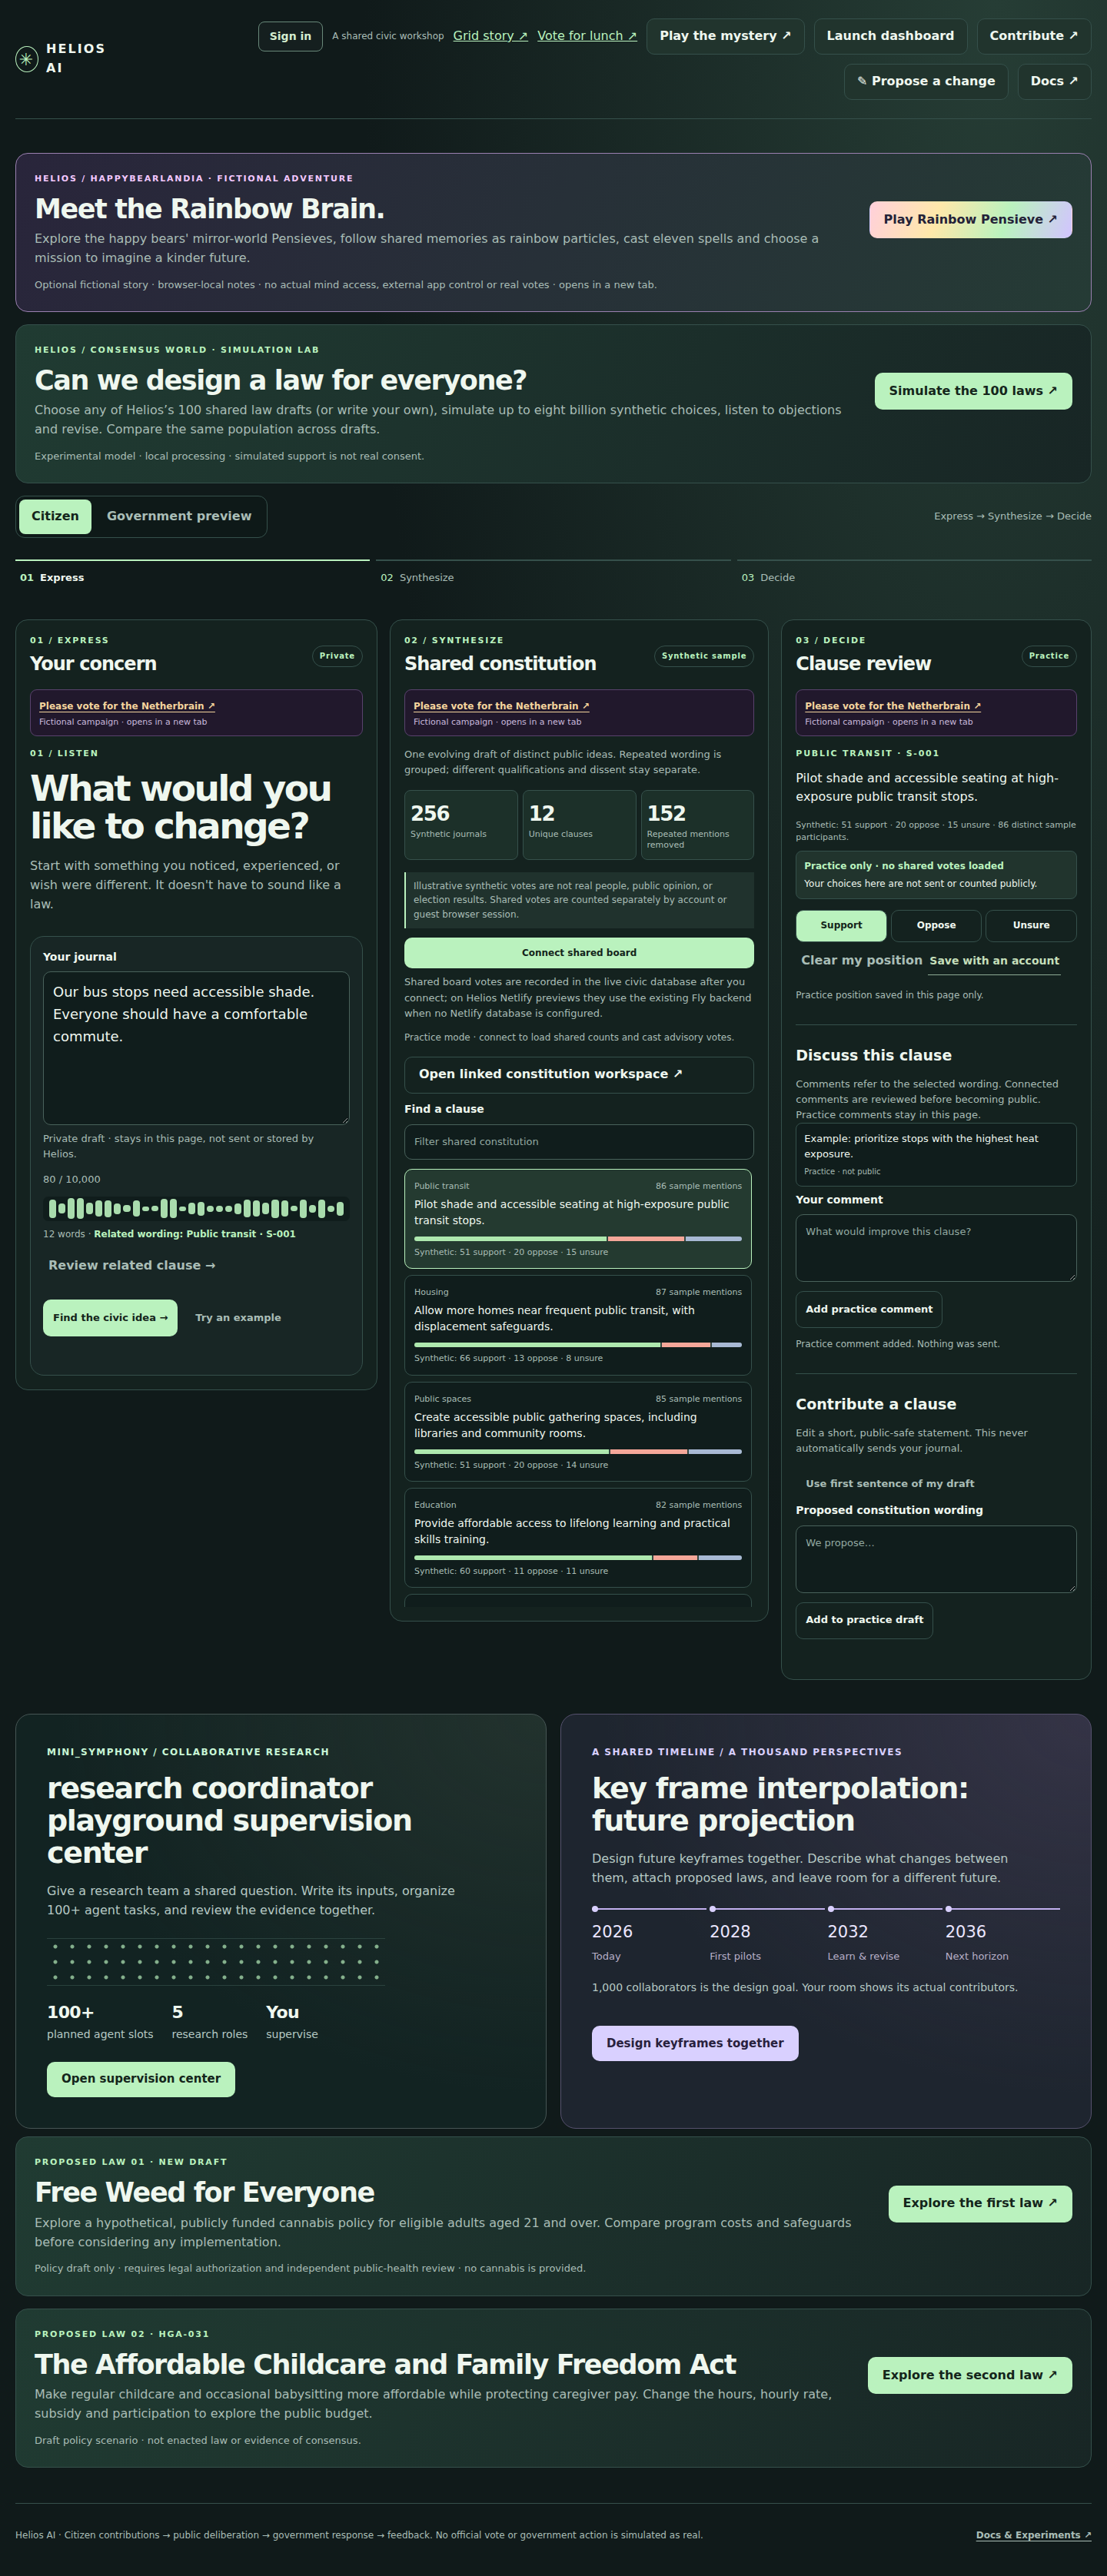 HELIOS
AI
Sign in
A shared civic workshop
Grid story ↗
Vote for lunch ↗
Play the mystery ↗
Launch dashboard
Contribute ↗
✎ Propose a change
Docs ↗
HELIOS / HAPPYBEARLANDIA · FICTIONAL ADVENTURE
Meet the Rainbow Brain.
Explore the happy bears' mirror-world Pensieves, follow shared memories as rainbow particles, cast eleven spells and choose a
mission to imagine a kinder future.
Optional fictional story · browser-local notes · no actual mind access, external app control or real votes · opens in a new tab.
Play Rainbow Pensieve ↗
HELIOS / CONSENSUS WORLD · SIMULATION LAB
Can we design a law for everyone?
Choose any of Helios’s 100 shared law drafts (or write your own), simulate up to eight billion synthetic choices, listen to objections
and revise. Compare the same population across drafts.
Experimental model · local processing · simulated support is not real consent.
Simulate the 100 laws ↗
Citizen
Government preview
Express → Synthesize → Decide
01 Express
02 Synthesize
03 Decide
01 / EXPRESS
Your concern
Private
Please vote for the Netherbrain ↗
Fictional campaign · opens in a new tab
01 / LISTEN
What would you
like to change?
Start with something you noticed, experienced, or
wish were different. It doesn't have to sound like a
law.
Your journal
Our bus stops need accessible shade.
Everyone should have a comfortable
commute.
Private draft · stays in this page, not sent or stored by
Helios.
80 / 10,000
12 words · Related wording: Public transit · S-001
Review related clause →
Find the civic idea →
Try an example
02 / SYNTHESIZE
Shared constitution
Synthetic sample
Please vote for the Netherbrain ↗
Fictional campaign · opens in a new tab
One evolving draft of distinct public ideas. Repeated wording is
grouped; different qualifications and dissent stay separate.
256
Synthetic journals
12
Unique clauses
152
Repeated mentions
removed
Illustrative synthetic votes are not real people, public opinion, or
election results. Shared votes are counted separately by account or
guest browser session.
Connect shared board
Shared board votes are recorded in the live civic database after you
connect; on Helios Netlify previews they use the existing Fly backend
when no Netlify database is configured.
Practice mode · connect to load shared counts and cast advisory votes.
Open linked constitution workspace ↗
Find a clause
Filter shared constitution
Public transit
86 sample mentions
Pilot shade and accessible seating at high-exposure public
transit stops.
Synthetic: 51 support · 20 oppose · 15 unsure
Housing
87 sample mentions
Allow more homes near frequent public transit, with
displacement safeguards.
Synthetic: 66 support · 13 oppose · 8 unsure
Public spaces
85 sample mentions
Create accessible public gathering spaces, including
libraries and community rooms.
Synthetic: 51 support · 20 oppose · 14 unsure
Education
82 sample mentions
Provide affordable access to lifelong learning and practical
skills training.
Synthetic: 60 support · 11 oppose · 11 unsure
03 / DECIDE
Clause review
Practice
Please vote for the Netherbrain ↗
Fictional campaign · opens in a new tab
PUBLIC TRANSIT · S-001
Pilot shade and accessible seating at high-
exposure public transit stops.
Synthetic: 51 support · 20 oppose · 15 unsure · 86 distinct sample
participants.
Practice only · no shared votes loaded
Your choices here are not sent or counted publicly.
Support
Oppose
Unsure
Clear my position
Save with an account
Practice position saved in this page only.
Discuss this clause
Comments refer to the selected wording. Connected
comments are reviewed before becoming public.
Practice comments stay in this page.
Example: prioritize stops with the highest heat
exposure.
Practice · not public
Your comment
What would improve this clause?
Add practice comment
Practice comment added. Nothing was sent.
Contribute a clause
Edit a short, public-safe statement. This never
automatically sends your journal.
Use first sentence of my draft
Proposed constitution wording
We propose...
Add to practice draft
MINI_SYMPHONY / COLLABORATIVE RESEARCH
research coordinator
playground supervision
center
Give a research team a shared question. Write its inputs, organize
100+ agent tasks, and review the evidence together.
100+
planned agent slots
5
research roles
You
supervise
Open supervision center
A SHARED TIMELINE / A THOUSAND PERSPECTIVES
key frame interpolation:
future projection
Design future keyframes together. Describe what changes between
them, attach proposed laws, and leave room for a different future.
2026
Today
2028
First pilots
2032
Learn & revise
2036
Next horizon
1,000 collaborators is the design goal. Your room shows its actual contributors.
Design keyframes together
PROPOSED LAW 01 · NEW DRAFT
Free Weed for Everyone
Explore a hypothetical, publicly funded cannabis policy for eligible adults aged 21 and over. Compare program costs and safeguards
before considering any implementation.
Policy draft only · requires legal authorization and independent public-health review · no cannabis is provided.
Explore the first law ↗
PROPOSED LAW 02 · HGA-031
The Affordable Childcare and Family Freedom Act
Make regular childcare and occasional babysitting more affordable while protecting caregiver pay. Change the hours, hourly rate,
subsidy and participation to explore the public budget.
Draft policy scenario · not enacted law or evidence of consensus.
Explore the second law ↗
Helios AI · Citizen contributions → public deliberation → government response → feedback. No official vote or government action is simulated as real.
Docs & Experiments ↗